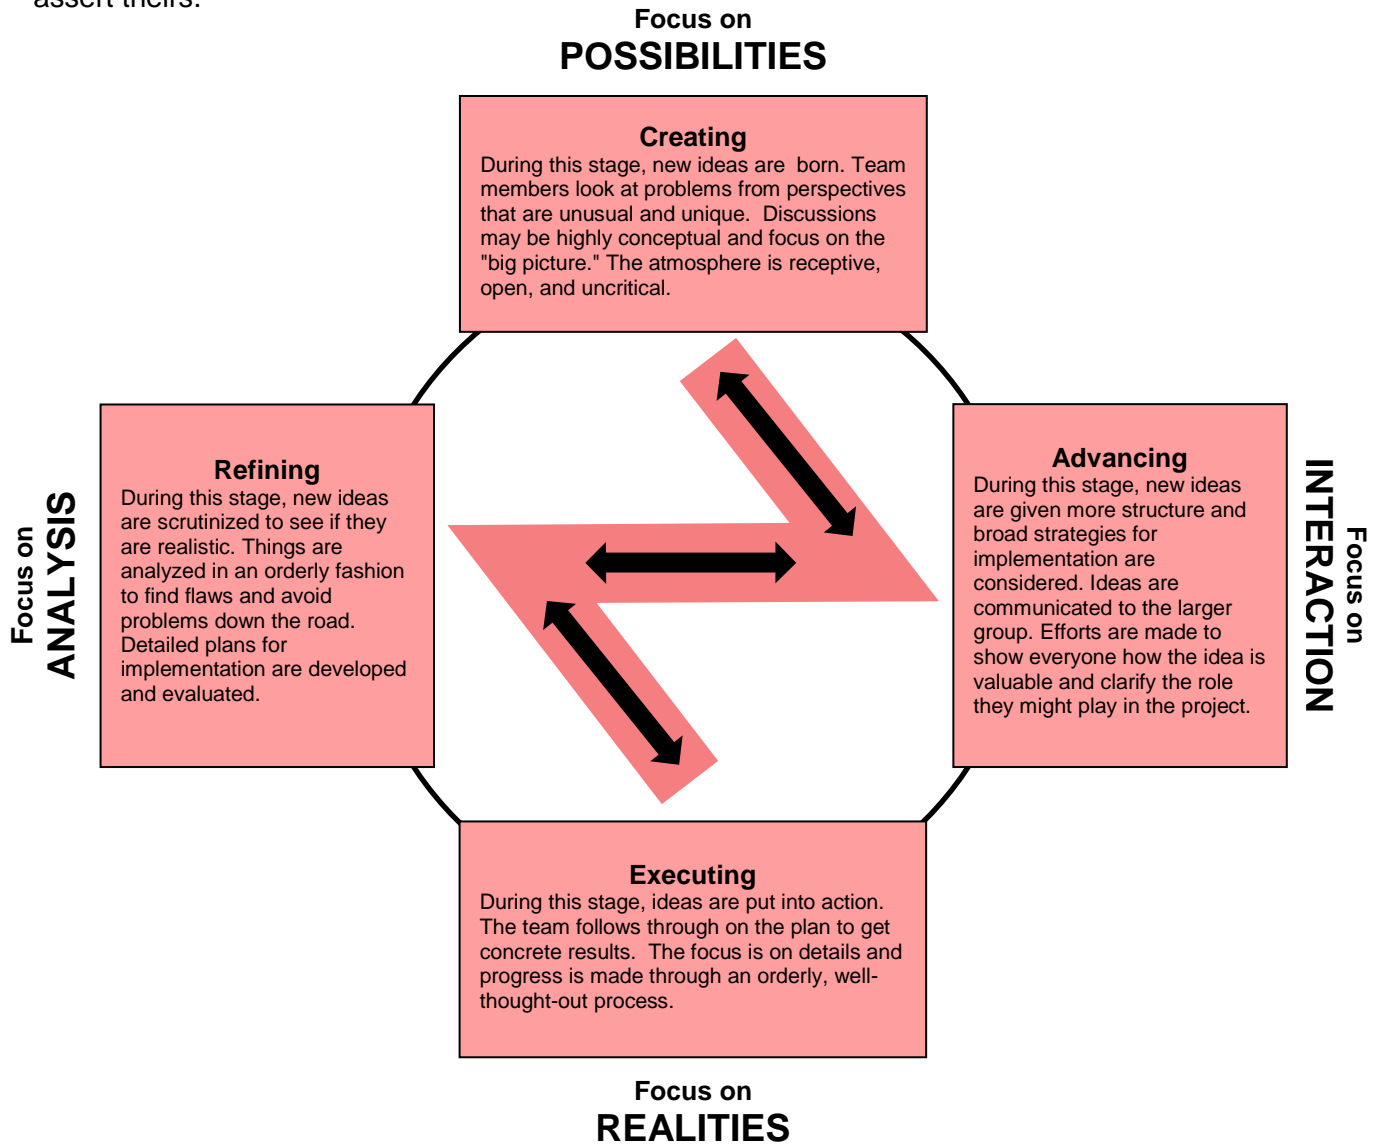 assert theirs.
Focus on
POSSIBILITIES
Creating
During this stage, new ideas are  born. Team
members look at problems from perspectives
that are unusual and unique.  Discussions
may be highly conceptual and focus on the
"big picture." The atmosphere is receptive,
open, and uncritical.
Focus on
ANALYSIS
Refining
During this stage, new ideas
are scrutinized to see if they
are realistic. Things are
analyzed in an orderly fashion
to find flaws and avoid
problems down the road.
Detailed plans for
implementation are developed
and evaluated.
Advancing
During this stage, new ideas
are given more structure and
broad strategies for
implementation are
considered. Ideas are
communicated to the larger
group. Efforts are made to
show everyone how the idea is
valuable and clarify the role
they might play in the project.
Focus on
INTERACTION
Executing
During this stage, ideas are put into action.
The team follows through on the plan to get
concrete results.  The focus is on details and
progress is made through an orderly, well-
thought-out process.
Focus on
REALITIES